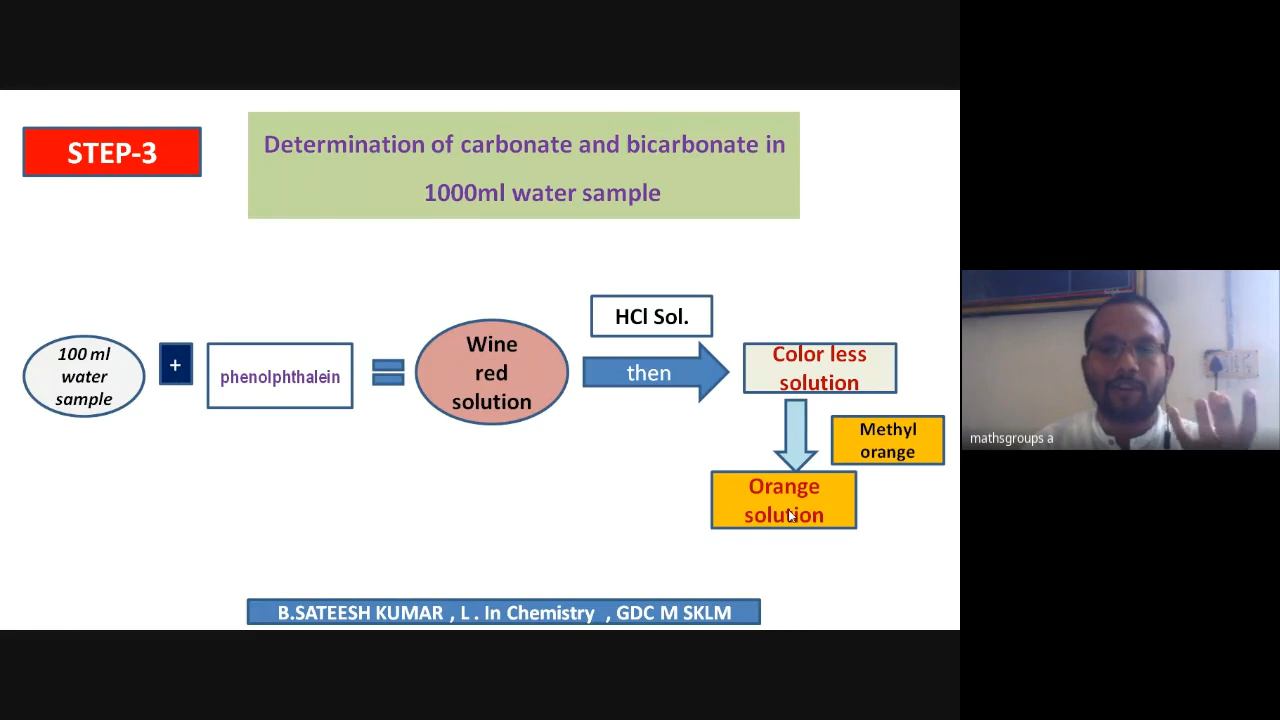 STEP-3
Determination of carbonate and bicarbonate in
1000ml water sample
100 ml
water
sample
+
phenolphthalein
Wine
red
solution
HCl Sol.
then
Color less
solution
Methyl
orange
Orange
solution
B.SATEESH KUMAR , L . In Chemistry , GDC M SKLM
mathsgroups a